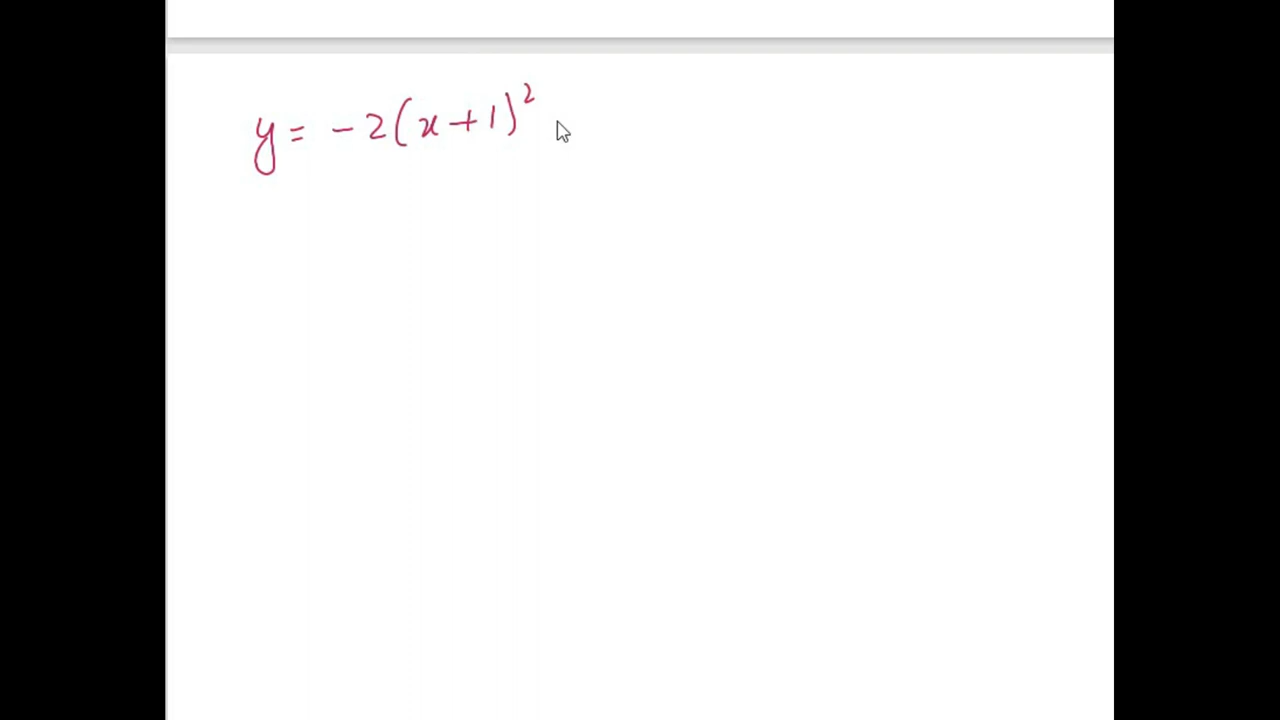 y = -2(x+1)²